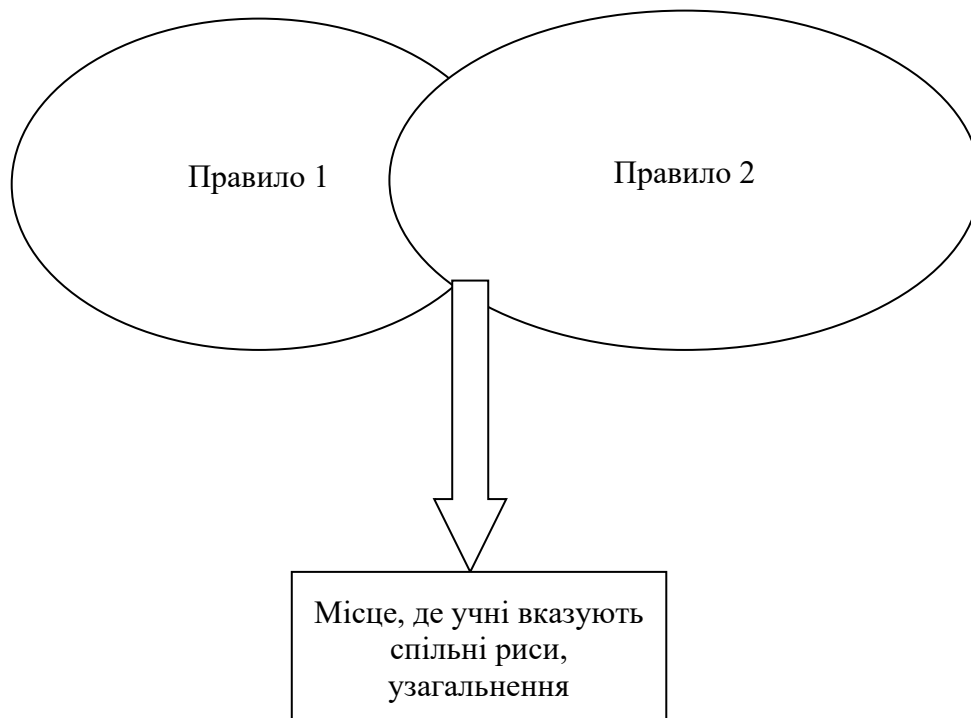 Правило 1
Правило 2
Місце, де учні вказують
спільні риси,
узагальнення